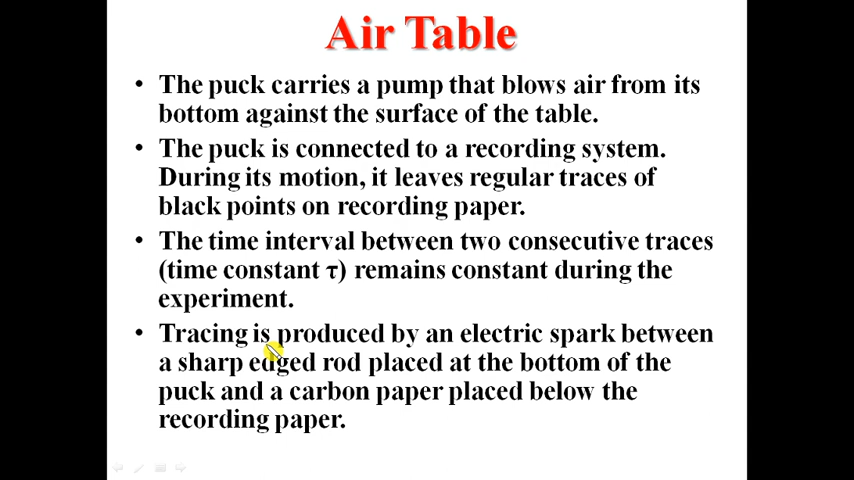 Air Table
• The puck carries a pump that blows air from its
bottom against the surface of the table.
• The puck is connected to a recording system.
During its motion, it leaves regular traces of
black points on recording paper.
• The time interval between two consecutive traces
(time constant τ) remains constant during the
experiment.
• Tracing is produced by an electric spark between
a sharp edged rod placed at the bottom of the
puck and a carbon paper placed below the
recording paper.